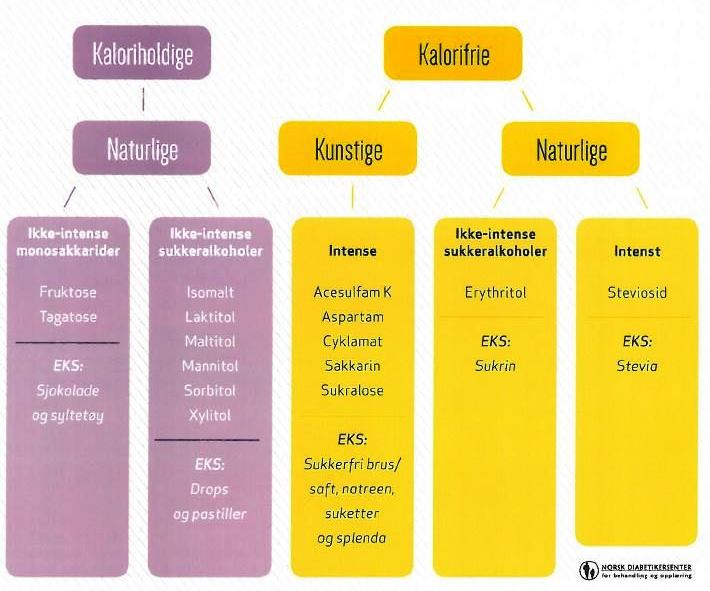 Kaloriholdige
Kalorifrie
Naturlige
Kunstige
Naturlige
Ikke-intense
monosakkarider
Fruktose
Tagatose
EKS:
Sjokolade
og syltetøy
Ikke-intense
sukkeralkoholer
Isomalt
Laktitol
Maltitol
Mannitol
Sorbitol
Xylitol
EKS:
Drops
og pastiller
Intense
Acesulfam K
Aspartam
Cyklamat
Sakkarin
Sukralose
EKS:
Sukkerfri brus/
saft, natreen,
suketter
og splenda
Ikke-intense
sukkeralkoholer
Erythritol
EKS:
Sukrin
Intenst
Steviosid
EKS:
Stevia
NORSK DIABETIKERSENTER
for behandling og opplæring